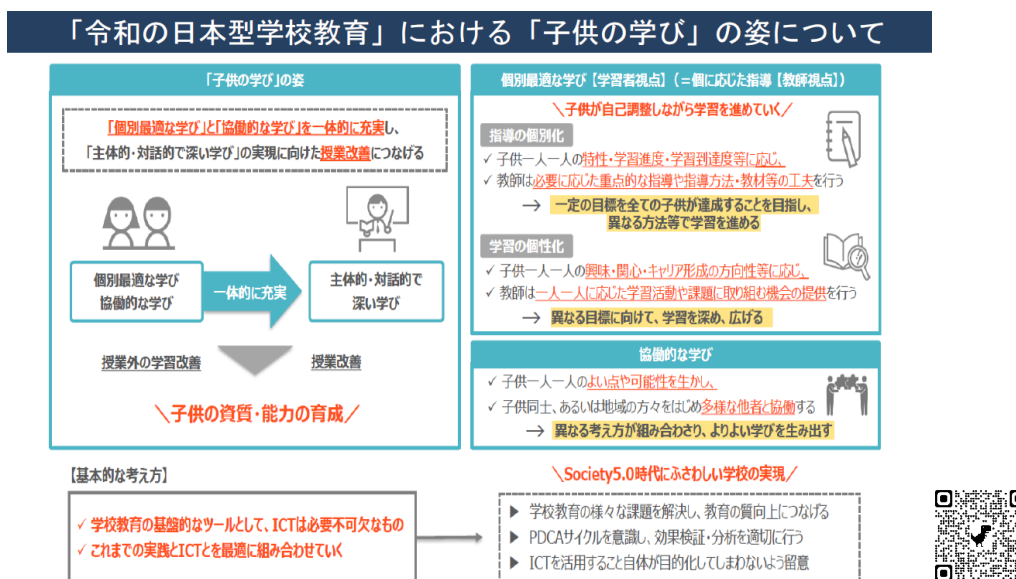 「令和の日本型学校教育」における「子供の学び」の姿について
「子供の学び」の姿
「個別最適な学び」と「協働的な学び」を一体的に充実し、
「主体的・対話的で深い学び」の実現に向けた授業改善につなげる
個別最適な学び
協働的な学び
一体的に充実
主体的・対話的で
深い学び
授業外の学習改善
授業改善
＼子供の資質・能力の育成／
個別最適な学び【学習者視点】（＝個に応じた指導【教師視点】）
＼子供が自己調整しながら学習を進めていく／
指導の個別化
✓ 子供一人一人の特性・学習進度・学習到達度等に応じ、
✓ 教師は必要に応じた重点的な指導や指導方法・教材等の工夫を行う
→ 一定の目標を全ての子供が達成することを目指し、
異なる方法等で学習を進める
学習の個性化
✓ 子供一人一人の興味・関心・キャリア形成の方向性等に応じ、
✓ 教師は一人一人に応じた学習活動や課題に取り組む機会の提供を行う
→ 異なる目標に向けて、学習を深め、広げる
協働的な学び
✓ 子供一人一人のよい点や可能性を生かし、
✓ 子供同士、あるいは地域の方々をはじめ多様な他者と協働する
→ 異なる考え方が組み合わさり、よりよい学びを生み出す
【基本的な考え方】
✓ 学校教育の基盤的なツールとして、ICTは必要不可欠なもの
✓ これまでの実践とICTとを最適に組み合わせていく
＼Society5.0時代にふさわしい学校の実現／
▶ 学校教育の様々な課題を解決し、教育の質向上につなげる
▶ PDCAサイクルを意識し、効果検証・分析を適切に行う
▶ ICTを活用すること自体が目的化してしまわないよう留意